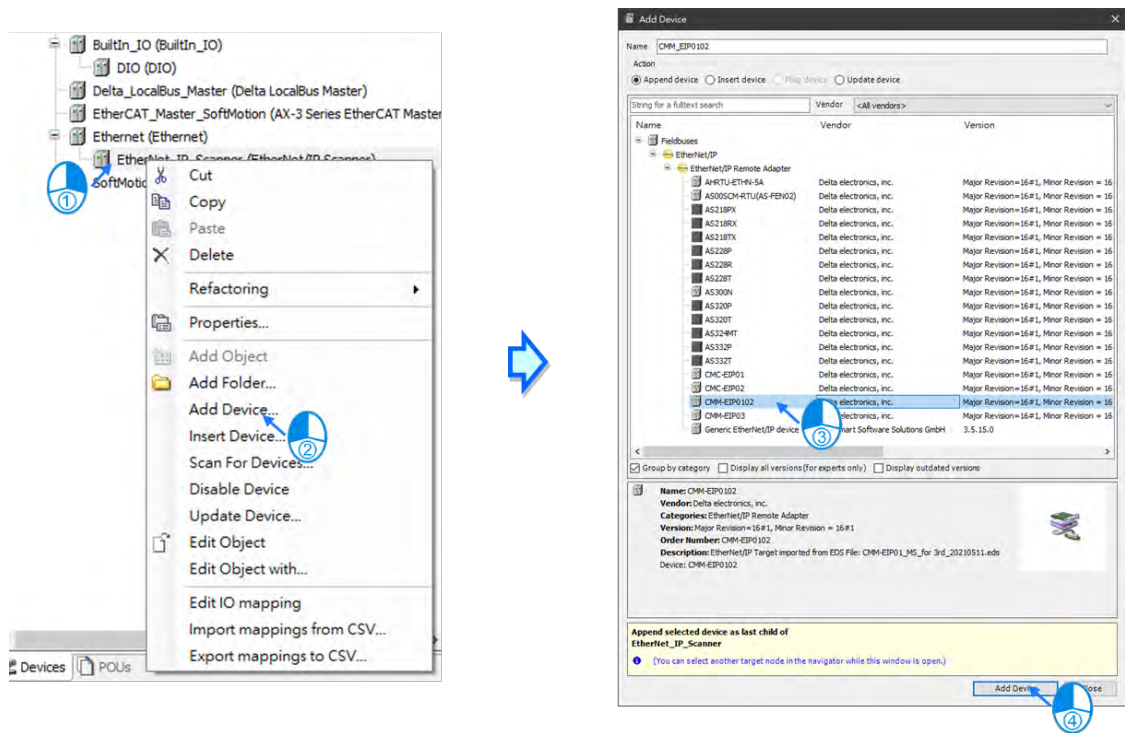 BuiltIn_IO (BuiltIn_IO)
DIO (DIO)
Delta_LocalBus_Master (Delta LocalBus Master)
EtherCAT_Master_SoftMotion (AX-3 Series EtherCAT Master
Ethernet (Ethernet)
EtherNet_IP_Scanner (EtherNet/IP Scanner)
SoftMotic
①
Cut
Copy
Paste
Delete
Refactoring
Properties...
Add Object
Add Folder...
Add Device...
②
Insert Device...
Scan For Devices...
Disable Device
Update Device...
Edit Object
Edit Object with...
Edit IO mapping
Import mappings from CSV...
Export mappings to CSV...
Devices POUs
Add Device
Name CMM_EIP0102
Action
Append device Insert device Plug device Update device
String for a fulltext search Vendor <All vendors>
Name Vendor Version
Fieldbuses
EtherNet/IP
EtherNet/IP Remote Adapter
AHRTU-ETHN-5A Delta electronics, inc. Major Revision=16#1, Minor Revision = 16
AS00SCM-RTU(AS-FEN02) Delta electronics, inc. Major Revision=16#1, Minor Revision = 16
AS218PX Delta electronics, inc. Major Revision=16#1, Minor Revision = 16
AS218RX Delta electronics, inc. Major Revision=16#1, Minor Revision = 16
AS218TX Delta electronics, inc. Major Revision=16#1, Minor Revision = 16
AS228P Delta electronics, inc. Major Revision=16#1, Minor Revision = 16
AS228R Delta electronics, inc. Major Revision=16#1, Minor Revision = 16
AS228T Delta electronics, inc. Major Revision=16#1, Minor Revision = 16
AS300N Delta electronics, inc. Major Revision=16#1, Minor Revision = 16
AS320P Delta electronics, inc. Major Revision=16#1, Minor Revision = 16
AS320T Delta electronics, inc. Major Revision=16#1, Minor Revision = 16
AS324MT Delta electronics, inc. Major Revision=16#1, Minor Revision = 16
AS332P Delta electronics, inc. Major Revision=16#1, Minor Revision = 16
AS332T Delta electronics, inc. Major Revision=16#1, Minor Revision = 16
CMC-EIP01 Delta electronics, inc. Major Revision=16#1, Minor Revision = 16
CMC-EIP02 Delta electronics, inc. Major Revision=16#1, Minor Revision = 16
CMM-EIP0102 Delta electronics, inc. Major Revision=16#1, Minor Revision = 16
CMM-EIP03 electronics, inc. Major Revision=16#1, Minor Revision = 16
③
Generic EtherNet/IP device mart Software Solutions GmbH 3.5.15.0
Group by category Display all versions (for experts only) Display outdated versions
Name: CMM-EIP0102
Vendor: Delta electronics, inc.
Categories: EtherNet/IP Remote Adapter
Version: Major Revision=16#1, Minor Revision = 16#1
Order Number: CMM-EIP0102
Description: EtherNet/IP Target imported from EDS File: CMM-EIP01_MS_for 3rd_20210511.eds
Device: CMM-EIP0102
Append selected device as last child of
EtherNet_IP_Scanner
(You can select another target node in the navigator while this window is open.)
Add Device Close
④